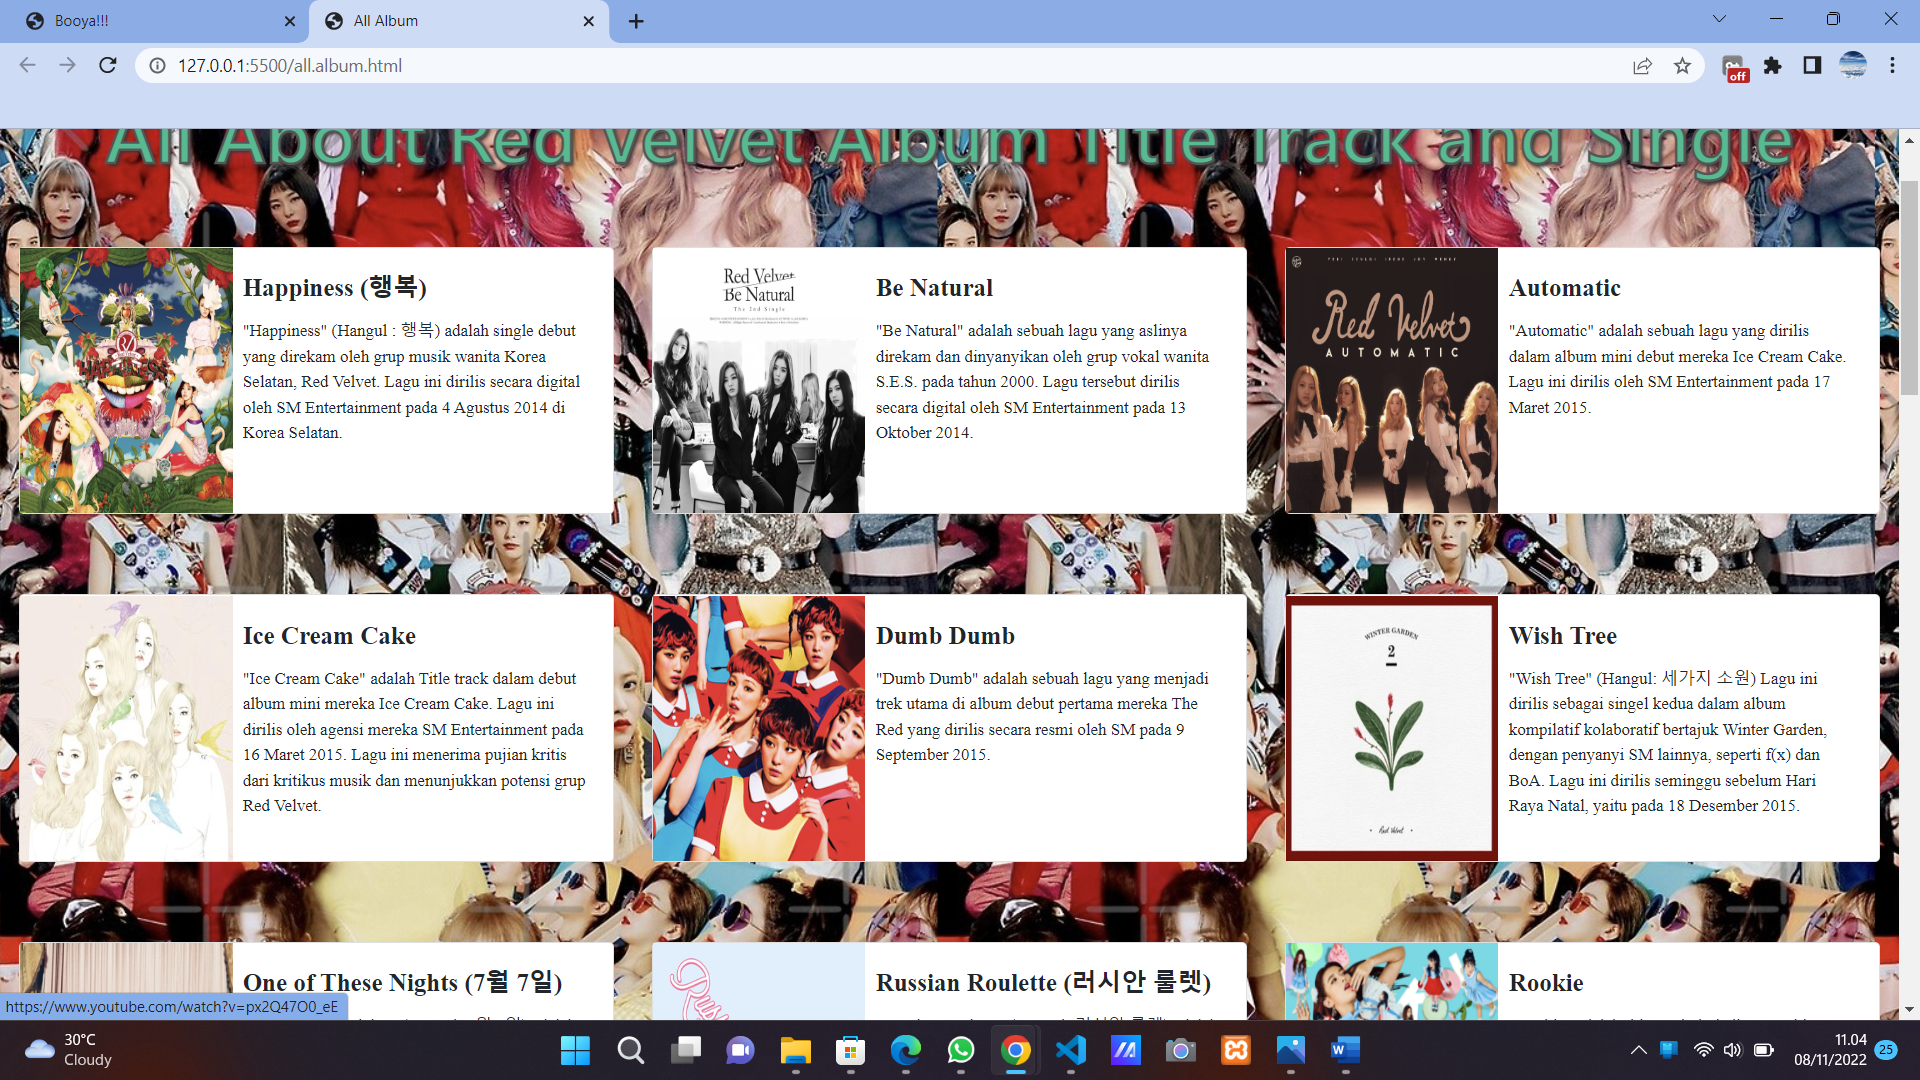 Booya!!!
All Album
127.0.0.1:5500/all.album.html
off
All About Red Velvet Album Title Track and Single
Happiness (행복)
"Happiness" (Hangul : 행복) adalah single debut
yang direkam oleh grup musik wanita Korea
Selatan, Red Velvet. Lagu ini dirilis secara digital
oleh SM Entertainment pada 4 Agustus 2014 di
Korea Selatan.
Red Velvet
Be Natural
The 2nd Single
Be Natural
"Be Natural" adalah sebuah lagu yang aslinya
direkam dan dinyanyikan oleh grup vokal wanita
S.E.S. pada tahun 2000. Lagu tersebut dirilis
secara digital oleh SM Entertainment pada 13
Oktober 2014.
YERI SEULGI IRENE JOY WENDY
Red Velvet
AUTOMATIC
Automatic
"Automatic" adalah sebuah lagu yang dirilis
dalam album mini debut mereka Ice Cream Cake.
Lagu ini dirilis oleh SM Entertainment pada 17
Maret 2015.
Ice Cream Cake
"Ice Cream Cake" adalah Title track dalam debut
album mini mereka Ice Cream Cake. Lagu ini
dirilis oleh agensi mereka SM Entertainment pada
16 Maret 2015. Lagu ini menerima pujian kritis
dari kritikus musik dan menunjukkan potensi grup
Red Velvet.
Dumb Dumb
"Dumb Dumb" adalah sebuah lagu yang menjadi
trek utama di album debut pertama mereka The
Red yang dirilis secara resmi oleh SM pada 9
September 2015.
WINTER GARDEN
2
Red Velvet
Wish Tree
"Wish Tree" (Hangul: 세가지 소원) Lagu ini
dirilis sebagai singel kedua dalam album
kompilatif kolaboratif bertajuk Winter Garden,
dengan penyanyi SM lainnya, seperti f(x) dan
BoA. Lagu ini dirilis seminggu sebelum Hari
Raya Natal, yaitu pada 18 Desember 2015.
One of These Nights (7월 7일)
Russian Roulette (러시안 룰렛)
Rookie
https://www.youtube.com/watch?v=px2Q47O0_eE
30°C
Cloudy
11.04
08/11/2022
25